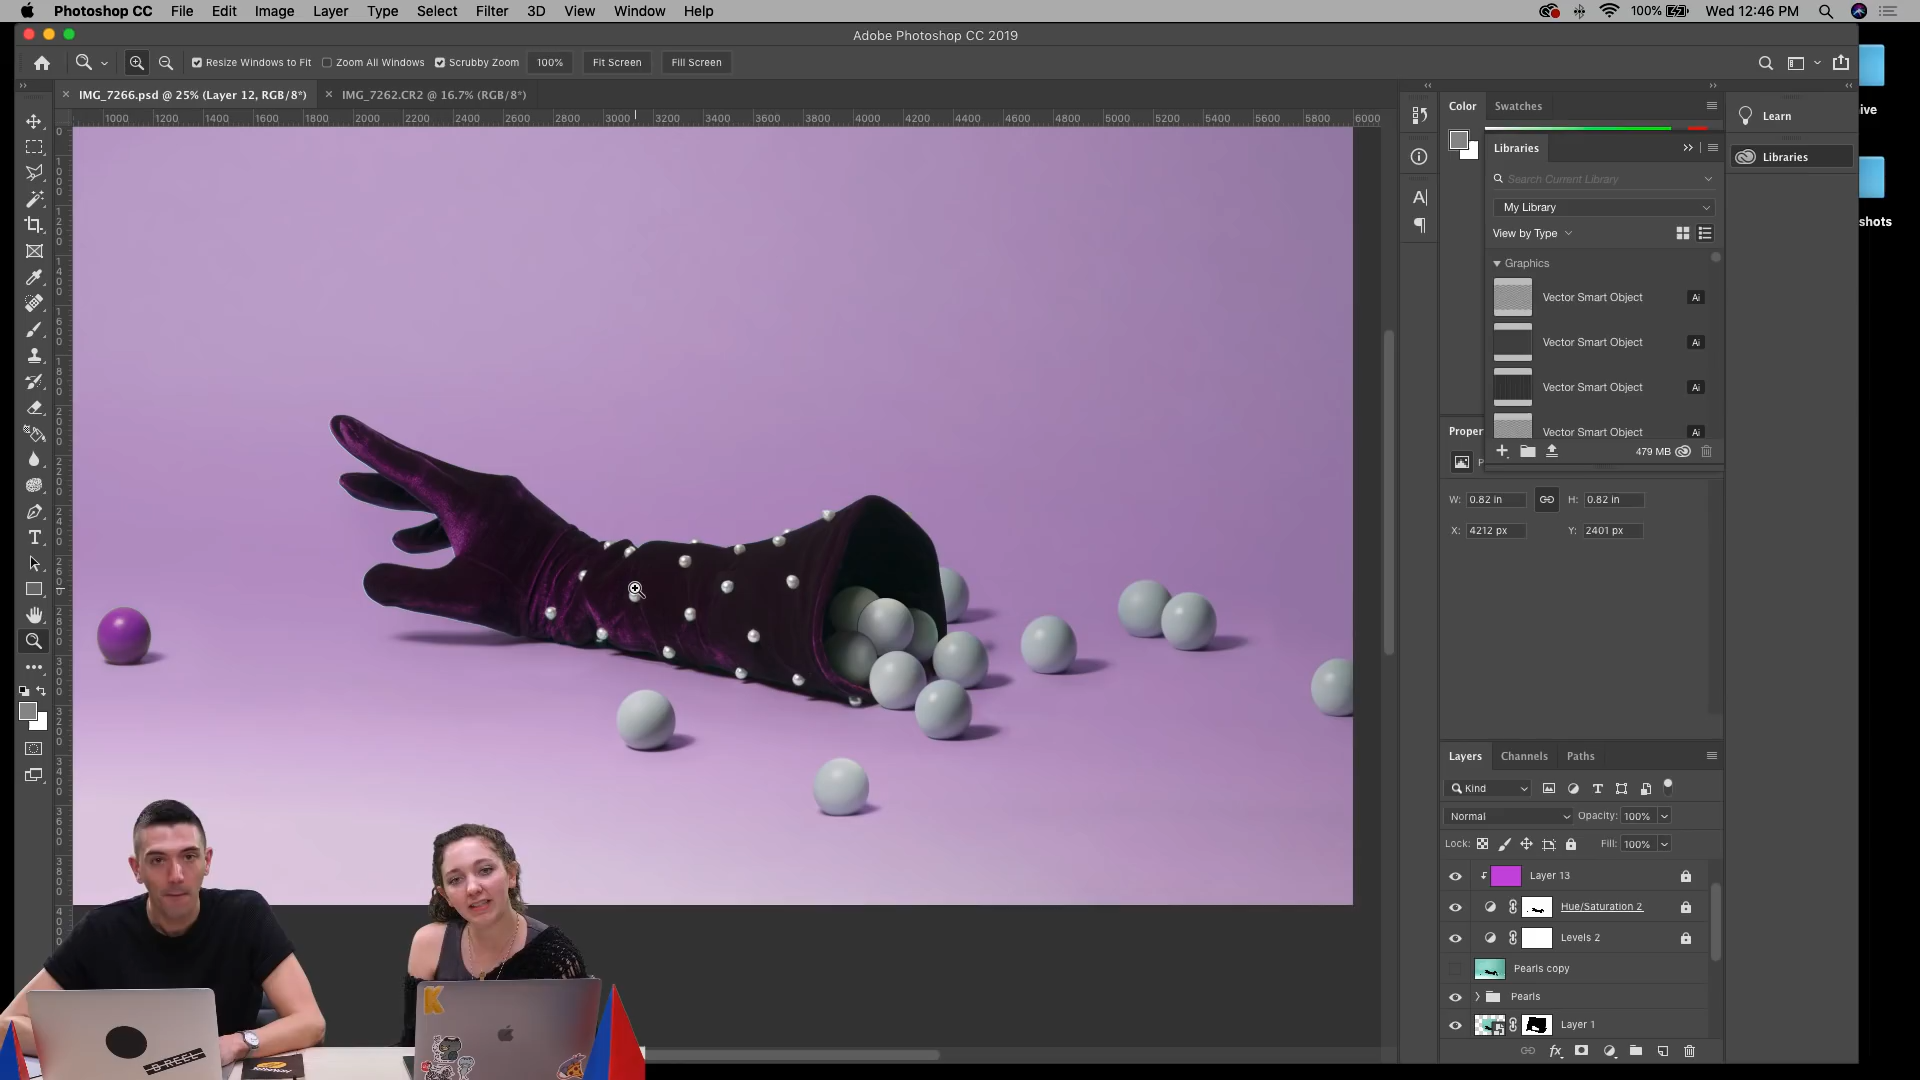 Photoshop CC File Edit Image Layer Type Select Filter 3D View Window Help 100% Wed 12:46 PM
Adobe Photoshop CC 2019
Resize Windows to Fit Zoom All Windows Scrubby Zoom 100% Fit Screen Fill Screen
IMG_7266.psd @ 25% (Layer 12, RGB/8*) IMG_7262.CR2 @ 16.7% (RGB/8*)
1000 1200 1400 1600 1800 2000 2200 2400 2600 2800 3000 3200 3400 3600 3800 4000 4200 4400 4600 4800 5000 5200 5400 5600 5800 6000
Color Swatches
Learn
Libraries
Libraries
Search Current Library
My Library
View by Type
Graphics
Vector Smart Object Ai
Vector Smart Object Ai
Vector Smart Object Ai
Vector Smart Object Ai
479 MB
Proper
P
W: 0.82 in H: 0.82 in
X: 4212 px Y: 2401 px
Layers Channels Paths
Kind
Normal Opacity: 100%
Lock: Fill: 100%
Layer 13
Hue/Saturation 2
Levels 2
Pearls copy
Pearls
Layer 1
ive
shots
K
B-REEL